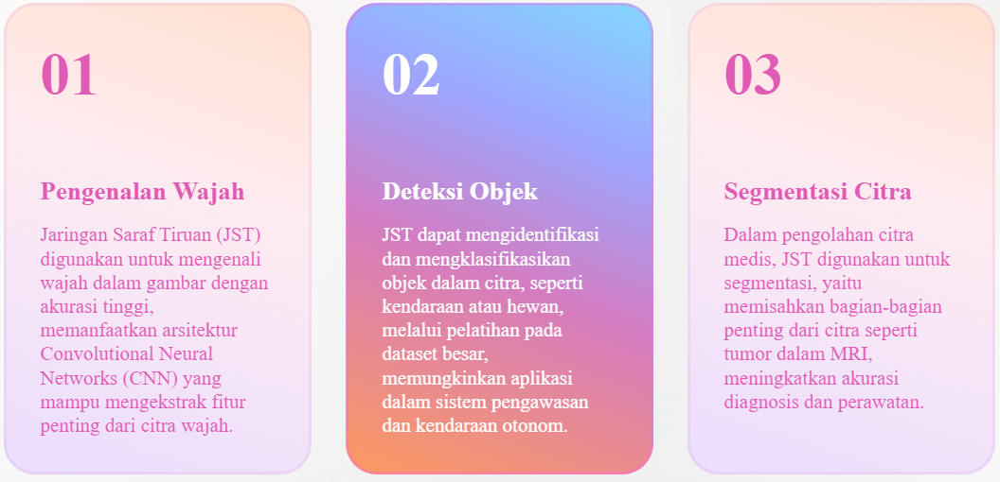 01
Pengenalan Wajah
Jaringan Saraf Tiruan (JST)
digunakan untuk mengenali
wajah dalam gambar dengan
akurasi tinggi,
memanfaatkan arsitektur
Convolutional Neural
Networks (CNN) yang
mampu mengekstrak fitur
penting dari citra wajah.
02
Deteksi Objek
JST dapat mengidentifikasi
dan mengklasifikasikan
objek dalam citra, seperti
kendaraan atau hewan,
melalui pelatihan pada
dataset besar,
memungkinkan aplikasi
dalam sistem pengawasan
dan kendaraan otonom.
03
Segmentasi Citra
Dalam pengolahan citra
medis, JST digunakan untuk
segmentasi, yaitu
memisahkan bagian-bagian
penting dari citra seperti
tumor dalam MRI,
meningkatkan akurasi
diagnosis dan perawatan.